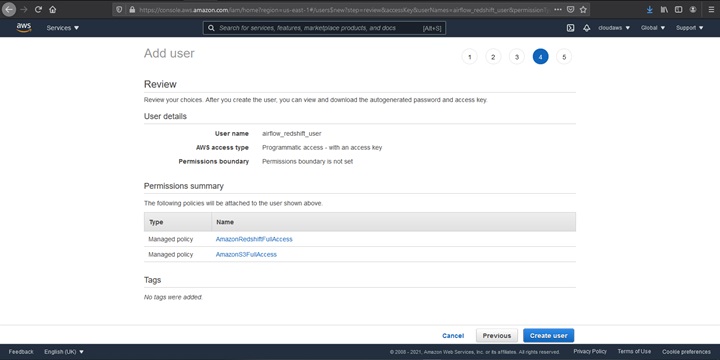 https://console.aws.amazon.com/iam/home?region=us-east-1#/users$new?step=review&accessKey&userNames=airflow_redshift_user&permissionT
aws Services Search for services, features, marketplace products, and docs [Alt+S] cloudaws Global Support
Add user 1 2 3 4 5
Review
Review your choices. After you create the user, you can view and download the autogenerated password and access key.
User details
User name airflow_redshift_user
AWS access type Programmatic access - with an access key
Permissions boundary Permissions boundary is not set
Permissions summary
The following policies will be attached to the user shown above.
Type Name
Managed policy AmazonRedshiftFullAccess
Managed policy AmazonS3FullAccess
Tags
No tags were added.
Cancel Previous Create user
Feedback English (UK) © 2008 - 2021, Amazon Web Services, Inc. or its affiliates. All rights reserved. Privacy Policy Terms of Use Cookie preferences